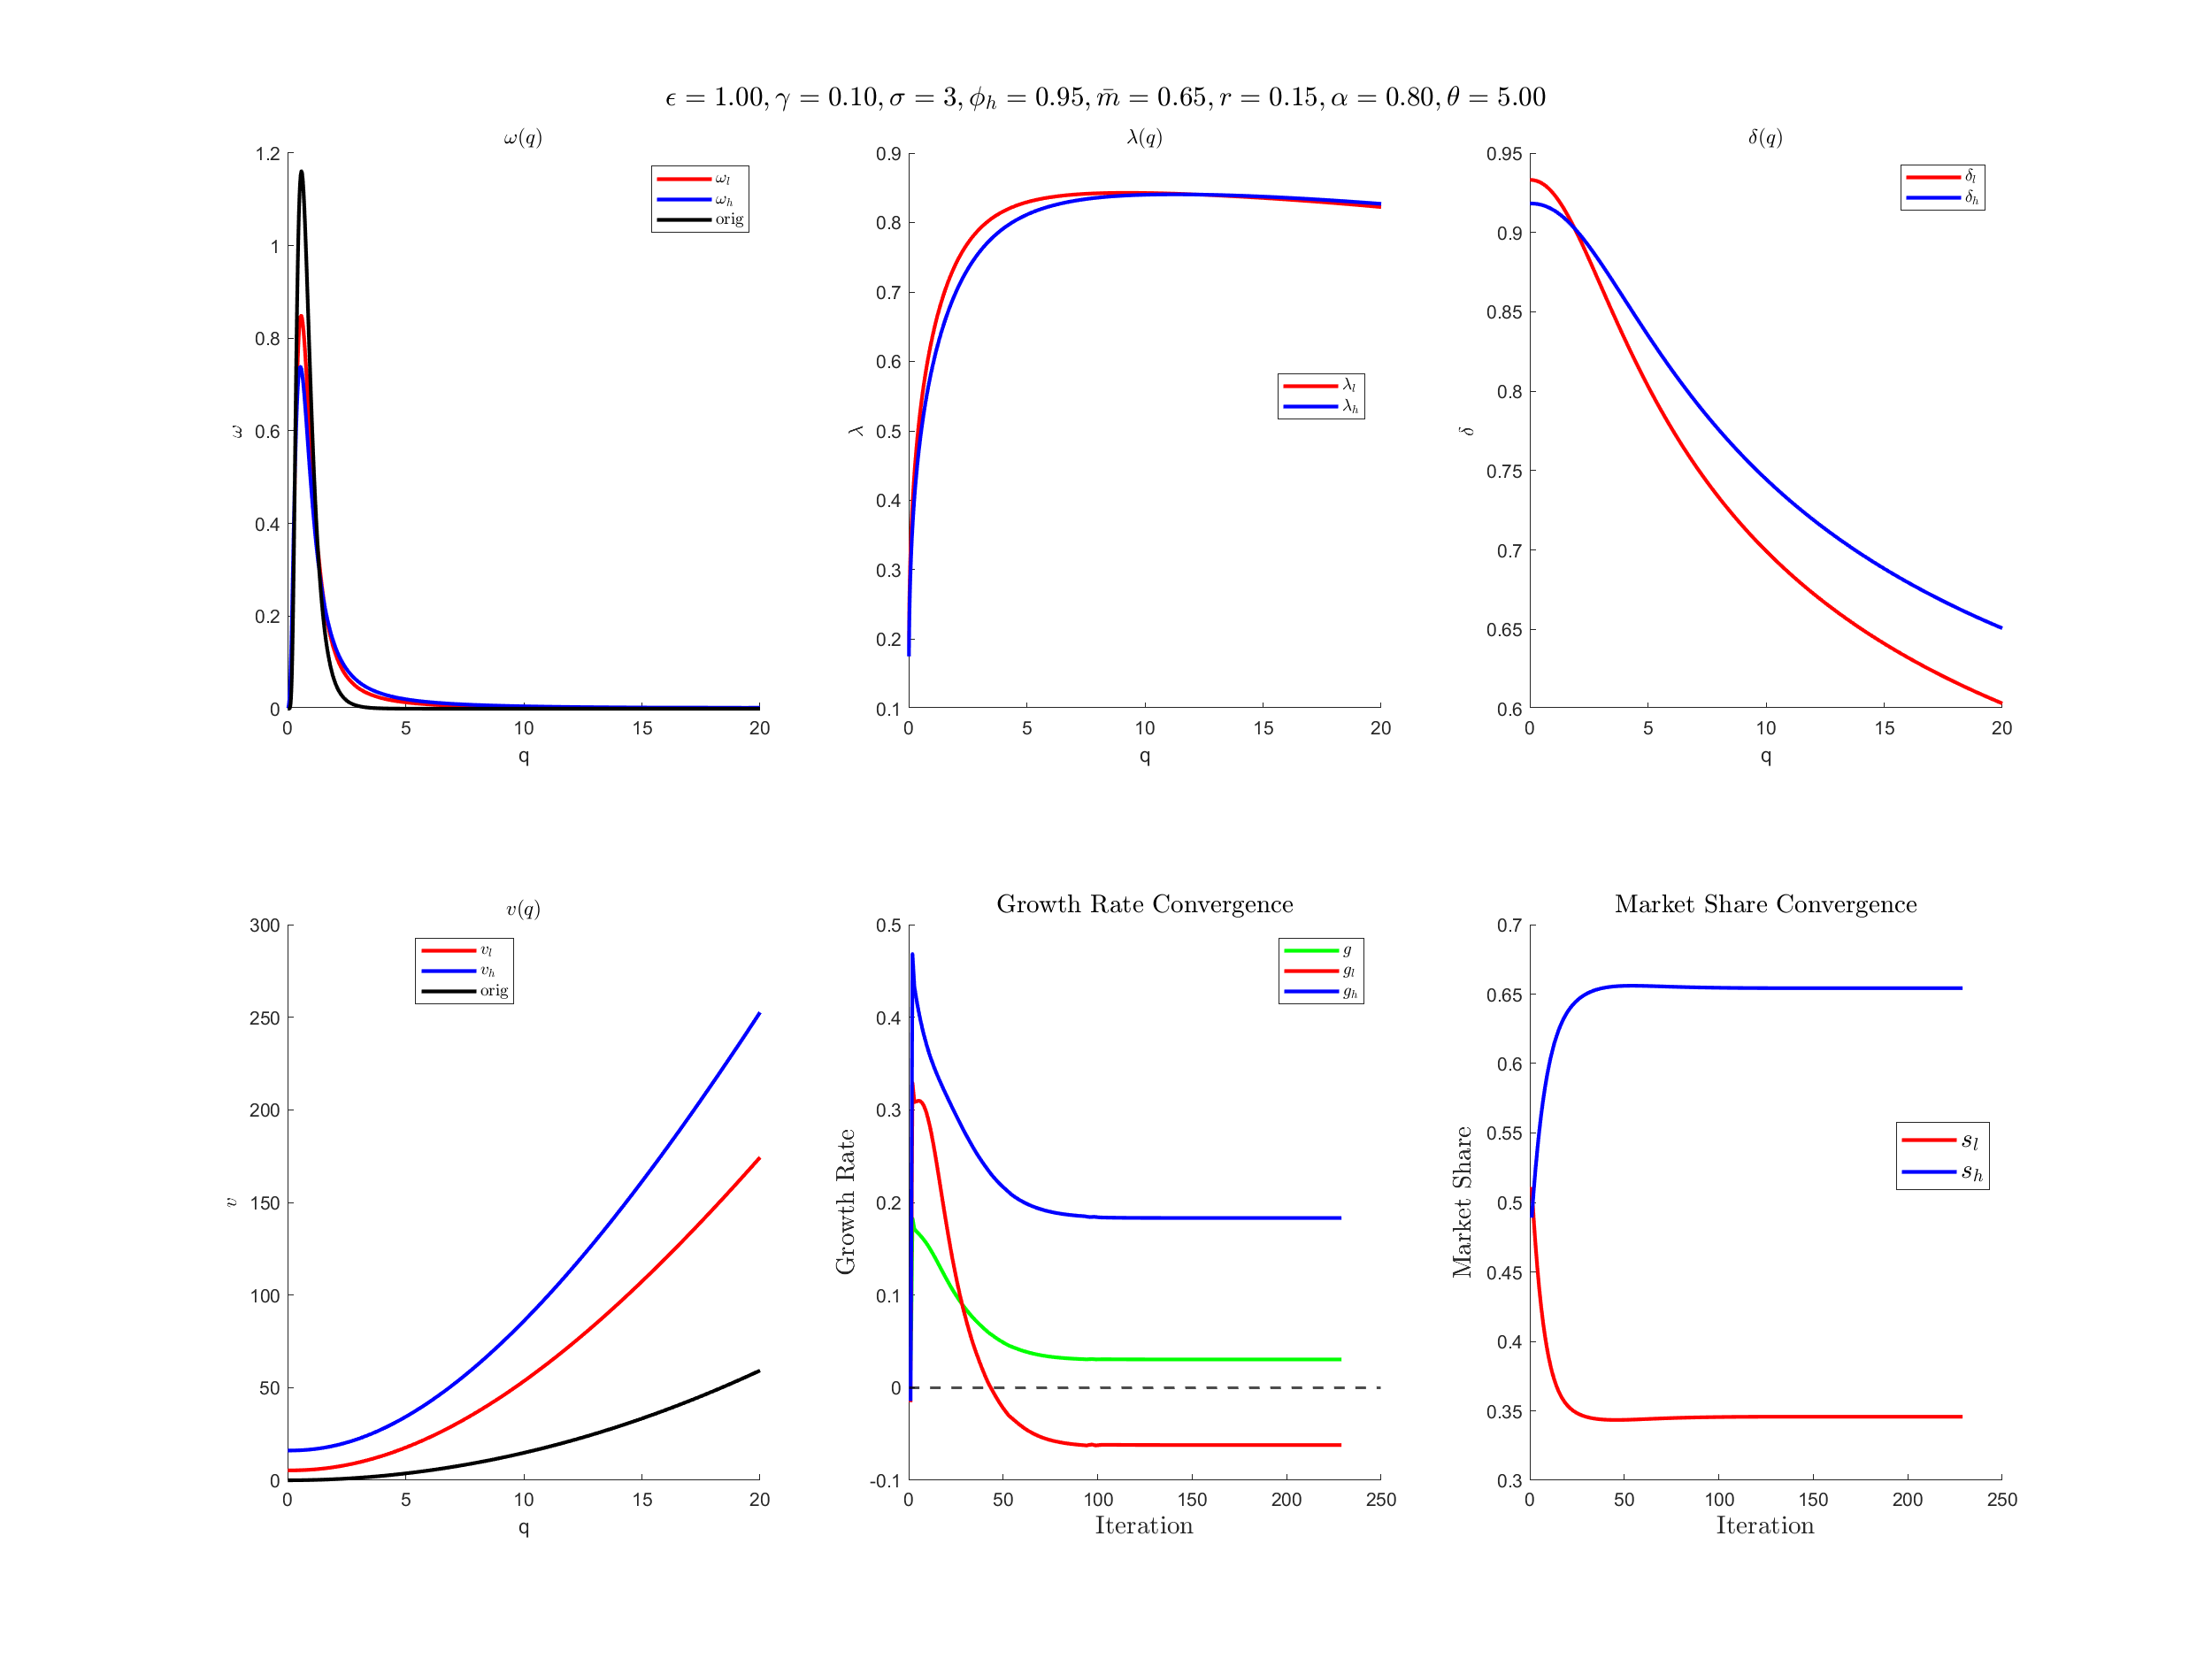 ϵ = 1.00, γ = 0.10, σ = 3, ϕ_h = 0.95, m̄ = 0.65, r = 0.15, α = 0.80, θ = 5.00
ω(q)
1.2
1
0.8
0.6
0.4
0.2
0
0 5 10 15 20
q
ω
ω_l
ω_h
orig
λ(q)
0.9
0.8
0.7
0.6
0.5
0.4
0.3
0.2
0.1
0 5 10 15 20
q
λ
λ_l
λ_h
δ(q)
0.95
0.9
0.85
0.8
0.75
0.7
0.65
0.6
0 5 10 15 20
q
δ
δ_l
δ_h
v(q)
300
250
200
150
100
50
0
0 5 10 15 20
q
v
v_l
v_h
orig
Growth Rate Convergence
0.5
0.4
0.3
0.2
0.1
0
-0.1
0 50 100 150 200 250
Iteration
Growth Rate
g
g_l
g_h
Market Share Convergence
0.7
0.65
0.6
0.55
0.5
0.45
0.4
0.35
0.3
0 50 100 150 200 250
Iteration
Market Share
s_l
s_h